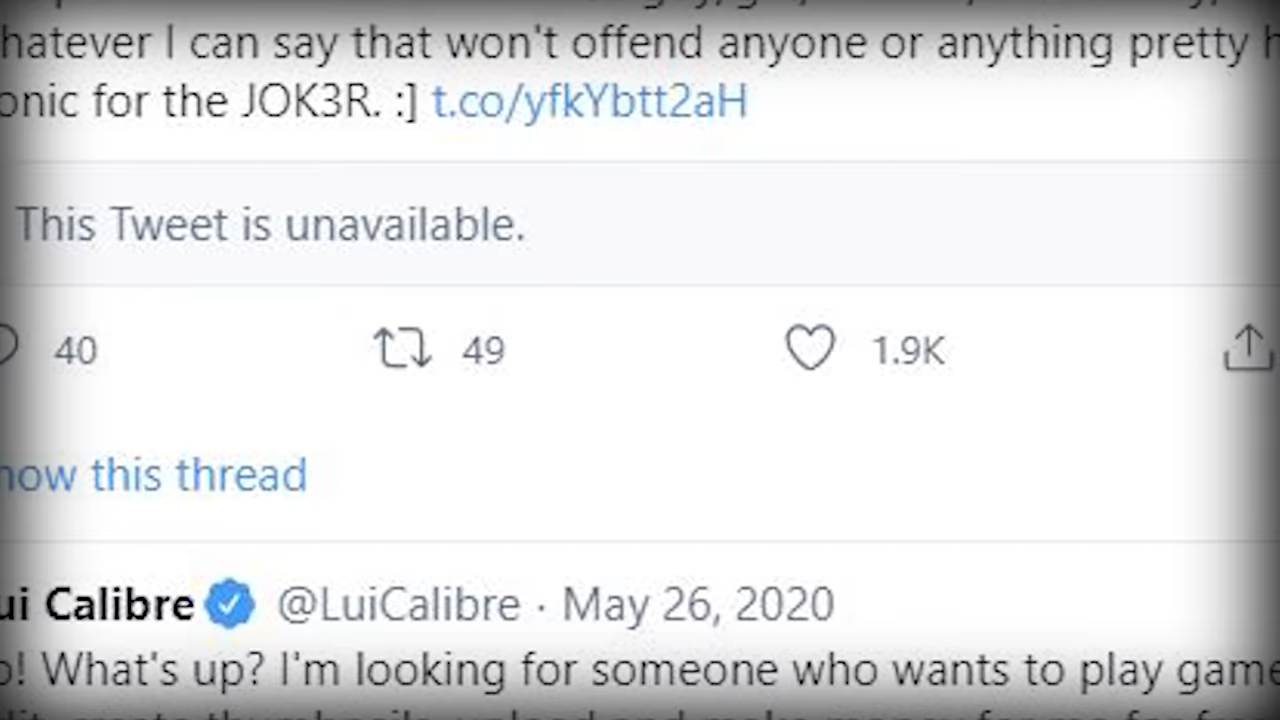 hatever I can say that won't offend anyone or anything pretty h
onic for the JOK3R. :] t.co/yfkYbtt2aH
This Tweet is unavailable.
40 49 1.9K
how this thread
ui Calibre @LuiCalibre · May 26, 2020
o! What's up? I'm looking for someone who wants to play game